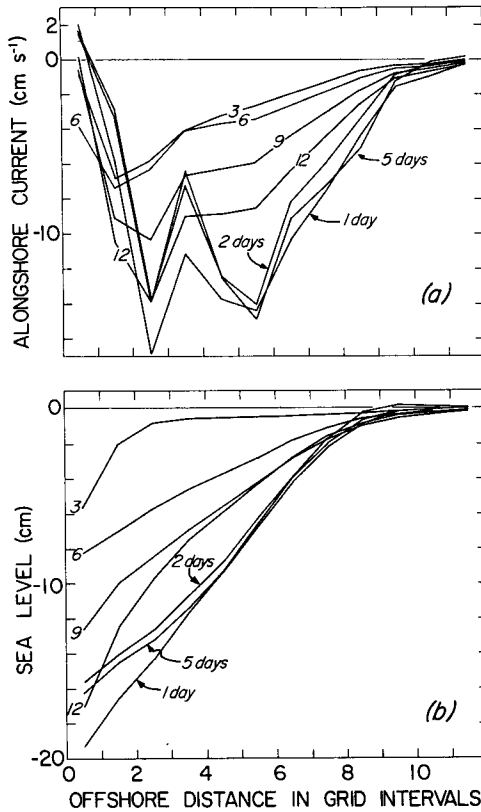 2
0
-10
ALONGSHORE CURRENT (cm s⁻¹)
3
6
6
9
12
12
5 days
1 day
2 days
(a)
0
-10
-20
SEA LEVEL (cm)
3
6
9
12
2 days
5 days
1 day
(b)
0 2 4 6 8 10 12
OFFSHORE DISTANCE IN GRID INTERVALS